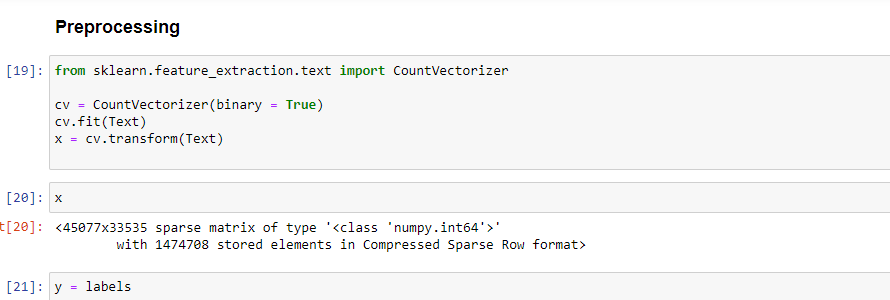 Preprocessing
[19]: from sklearn.feature_extraction.text import CountVectorizer
cv = CountVectorizer(binary = True)
cv.fit(Text)
x = cv.transform(Text)
[20]: x
t[20]: <45077x33535 sparse matrix of type '<class 'numpy.int64'>'
with 1474708 stored elements in Compressed Sparse Row format>
[21]: y = labels